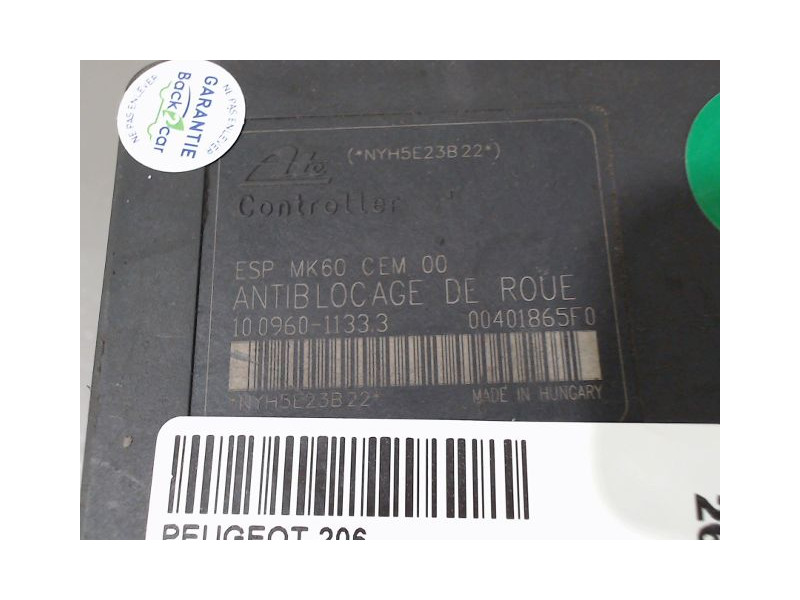 NE PAS ENLEVER
GARANTIE
Back2car
NE PAS ENLEVER
Ate (*NYH5E23B22*)
Controller
ESP MK60 CEM 00
ANTIBLOCAGE DE ROUE
10.0960-1133.3 00401865F0
*NYH5E23B22*
MADE IN HUNGARY
PEUGEOT 206